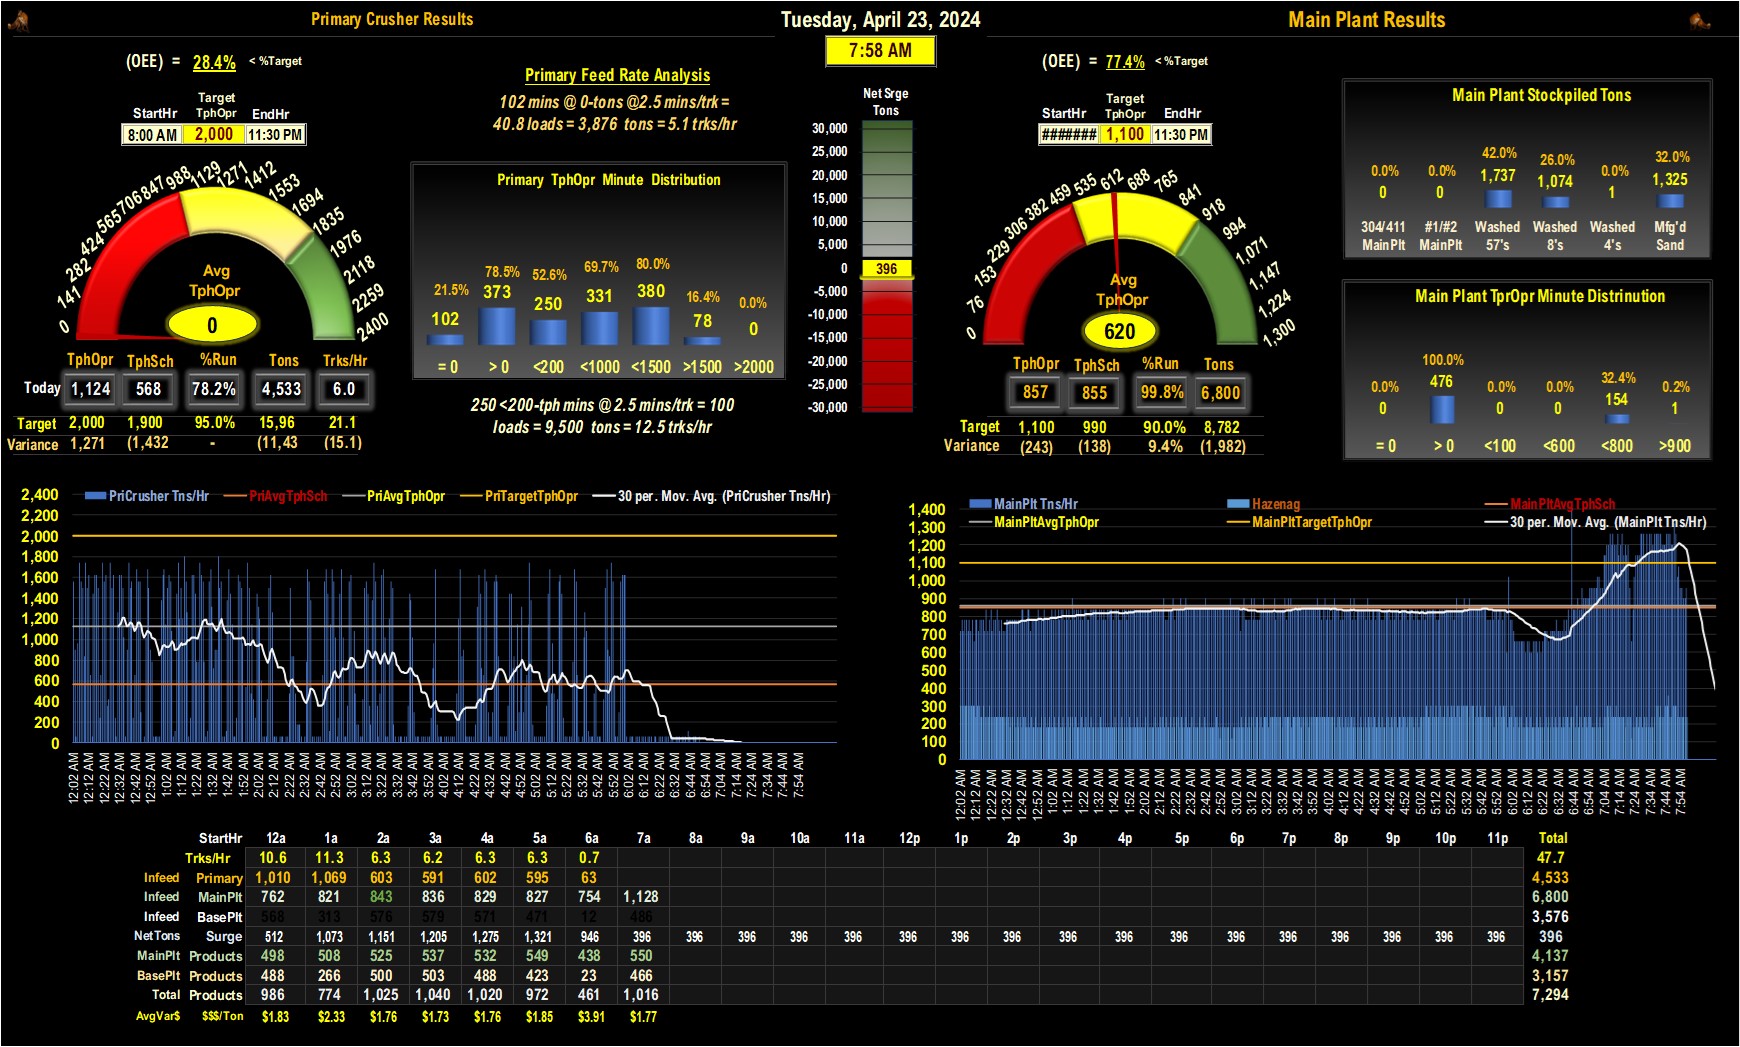 Primary Crusher Results
Tuesday, April 23, 2024
Main Plant Results
7:58 AM
(OEE) = 28.4% < %Target
StartHr Target TphOpr EndHr
8:00 AM 2,000 11:30 PM
0 141 282 424 565 706 847 988 1129 1271 1412 1553 1694 1835 1976 2118 2259 2400
Avg
TphOpr
0
TphOpr TphSch %Run Tons Trks/Hr
Today 1,124 568 78.2% 4,533 6.0
Target 2,000 1,900 95.0% 15,96 21.1
Variance 1,271 (1,432 - (11,43 (15.1)
Primary Feed Rate Analysis
102 mins @ 0-tons @2.5 mins/trk =
40.8 loads = 3,876 tons = 5.1 trks/hr
Primary TphOpr Minute Distribution
21.5% 78.5% 52.6% 69.7% 80.0% 16.4% 0.0%
102 373 250 331 380 78 0
= 0 > 0 <200 <1000 <1500 >1500 >2000
250 <200-tph mins @ 2.5 mins/trk = 100
loads = 9,500 tons = 12.5 trks/hr
Net Srge
Tons
30,000
25,000
20,000
15,000
10,000
5,000
0
396
-5,000
-10,000
-15,000
-20,000
-25,000
-30,000
(OEE) = 77.4% < %Target
StartHr Target TphOpr EndHr
####### 1,100 11:30 PM
0 76 153 229 306 382 459 535 612 688 765 841 918 994 1,071 1,147 1,224 1,300
Avg
TphOpr
620
TphOpr TphSch %Run Tons
857 855 99.8% 6,800
Target 1,100 990 90.0% 8,782
Variance (243) (138) 9.4% (1,982)
Main Plant Stockpiled Tons
0.0% 0.0% 42.0% 26.0% 0.0% 32.0%
0 0 1,737 1,074 1 1,325
304/411 #1/#2 Washed Washed Washed Mfg'd
MainPlt MainPlt 57's 8's 4's Sand
Main Plant TprOpr Minute Distrinution
0.0% 100.0% 0.0% 0.0% 32.4% 0.2%
0 476 0 0 154 1
= 0 > 0 <100 <600 <800 >900
PriCrusher Tns/Hr PriAvgTphSch PriAvgTphOpr PriTargetTphOpr 30 per. Mov. Avg. (PriCrusher Tns/Hr)
2,400
2,200
2,000
1,800
1,600
1,400
1,200
1,000
800
600
400
200
0
12:02 AM 12:12 AM 12:22 AM 12:32 AM 12:42 AM 12:52 AM 1:02 AM 1:12 AM 1:22 AM 1:32 AM 1:42 AM 1:52 AM 2:02 AM 2:12 AM 2:22 AM 2:32 AM 2:42 AM 2:52 AM 3:02 AM 3:12 AM 3:22 AM 3:32 AM 3:42 AM 3:52 AM 4:02 AM 4:12 AM 4:22 AM 4:32 AM 4:42 AM 4:52 AM 5:02 AM 5:12 AM 5:22 AM 5:32 AM 5:42 AM 5:52 AM 6:02 AM 6:12 AM 6:22 AM 6:32 AM 6:44 AM 6:54 AM 7:04 AM 7:14 AM 7:24 AM 7:34 AM 7:44 AM 7:54 AM
MainPlt Tns/Hr Hazenag MainPltAvgTphSch
MainPltAvgTphOpr MainPltTargetTphOpr 30 per. Mov. Avg. (MainPlt Tns/Hr)
1,400
1,300
1,200
1,100
1,000
900
800
700
600
500
400
300
200
100
0
12:02 AM 12:12 AM 12:22 AM 12:32 AM 12:42 AM 12:52 AM 1:02 AM 1:12 AM 1:22 AM 1:32 AM 1:42 AM 1:52 AM 2:02 AM 2:12 AM 2:22 AM 2:32 AM 2:42 AM 2:52 AM 3:02 AM 3:12 AM 3:22 AM 3:32 AM 3:42 AM 3:52 AM 4:02 AM 4:12 AM 4:22 AM 4:32 AM 4:42 AM 4:52 AM 5:02 AM 5:12 AM 5:22 AM 5:32 AM 5:42 AM 5:52 AM 6:02 AM 6:12 AM 6:22 AM 6:32 AM 6:44 AM 6:54 AM 7:04 AM 7:14 AM 7:24 AM 7:34 AM 7:44 AM 7:54 AM
StartHr 12a 1a 2a 3a 4a 5a 6a 7a 8a 9a 10a 11a 12p 1p 2p 3p 4p 5p 6p 7p 8p 9p 10p 11p Total
Trks/Hr 10.6 11.3 6.3 6.2 6.3 6.3 0.7 47.7
Infeed Primary 1,010 1,069 603 591 602 595 63 4,533
Infeed MainPlt 762 821 843 836 829 827 754 1,128 6,800
Infeed BasePlt 568 313 576 579 571 471 12 486 3,576
NetTons Surge 512 1,073 1,151 1,205 1,275 1,321 946 396 396 396 396 396 396 396 396 396 396 396 396 396 396 396 396 396 396
MainPlt Products 498 508 525 537 532 549 438 550 4,137
BasePlt Products 488 266 500 503 488 423 23 466 3,157
Total Products 986 774 1,025 1,040 1,020 972 461 1,016 7,294
AvgVar$ $$$/Ton $1.83 $2.33 $1.76 $1.73 $1.76 $1.85 $3.91 $1.77